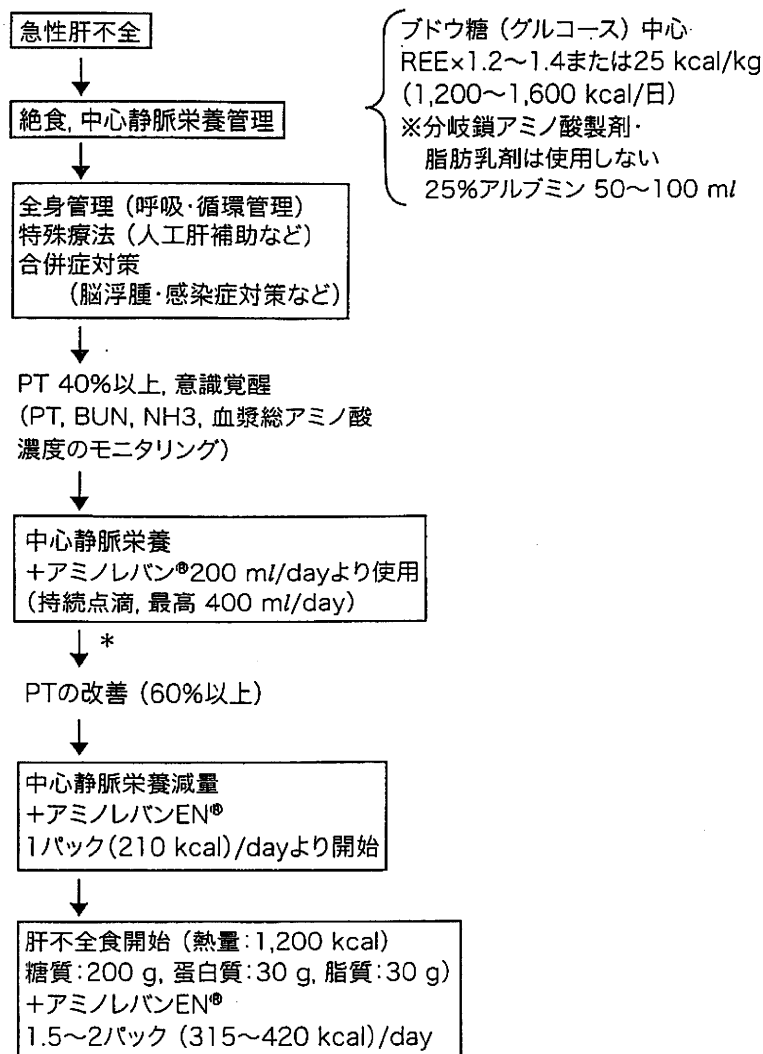 急性肝不全
絶食, 中心静脈栄養管理
ブドウ糖（グルコース）中心
REE×1.2～1.4または25 kcal/kg
(1,200～1,600 kcal/日)
※分岐鎖アミノ酸製剤・
脂肪乳剤は使用しない
25%アルブミン 50～100 ml
全身管理（呼吸・循環管理）
特殊療法（人工肝補助など）
合併症対策
（脳浮腫・感染症対策など）
PT 40%以上, 意識覚醒
(PT, BUN, NH3, 血漿総アミノ酸
濃度のモニタリング）
中心静脈栄養
+アミノレバン®200 ml/dayより使用
（持続点滴, 最高 400 ml/day）
*
PTの改善（60%以上）
中心静脈栄養減量
+アミノレバンEN®
1パック(210 kcal)/dayより開始
肝不全食開始（熱量:1,200 kcal)
糖質:200 g, 蛋白質:30 g, 脂質:30 g）
+アミノレバンEN®
1.5～2パック（315～420 kcal)/day